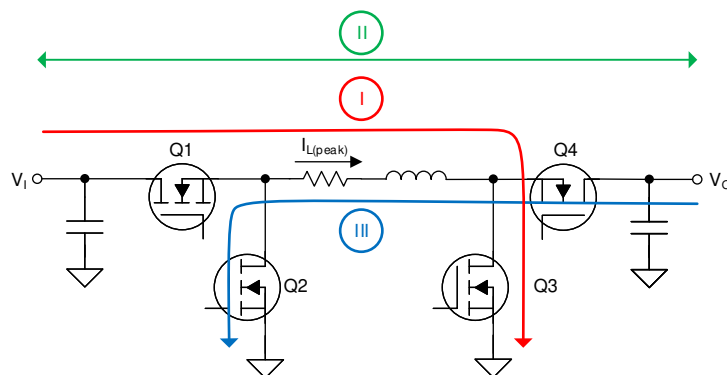 II
I
Q1
I_L(peak)
Q4
V_I
V_O
III
Q2
Q3